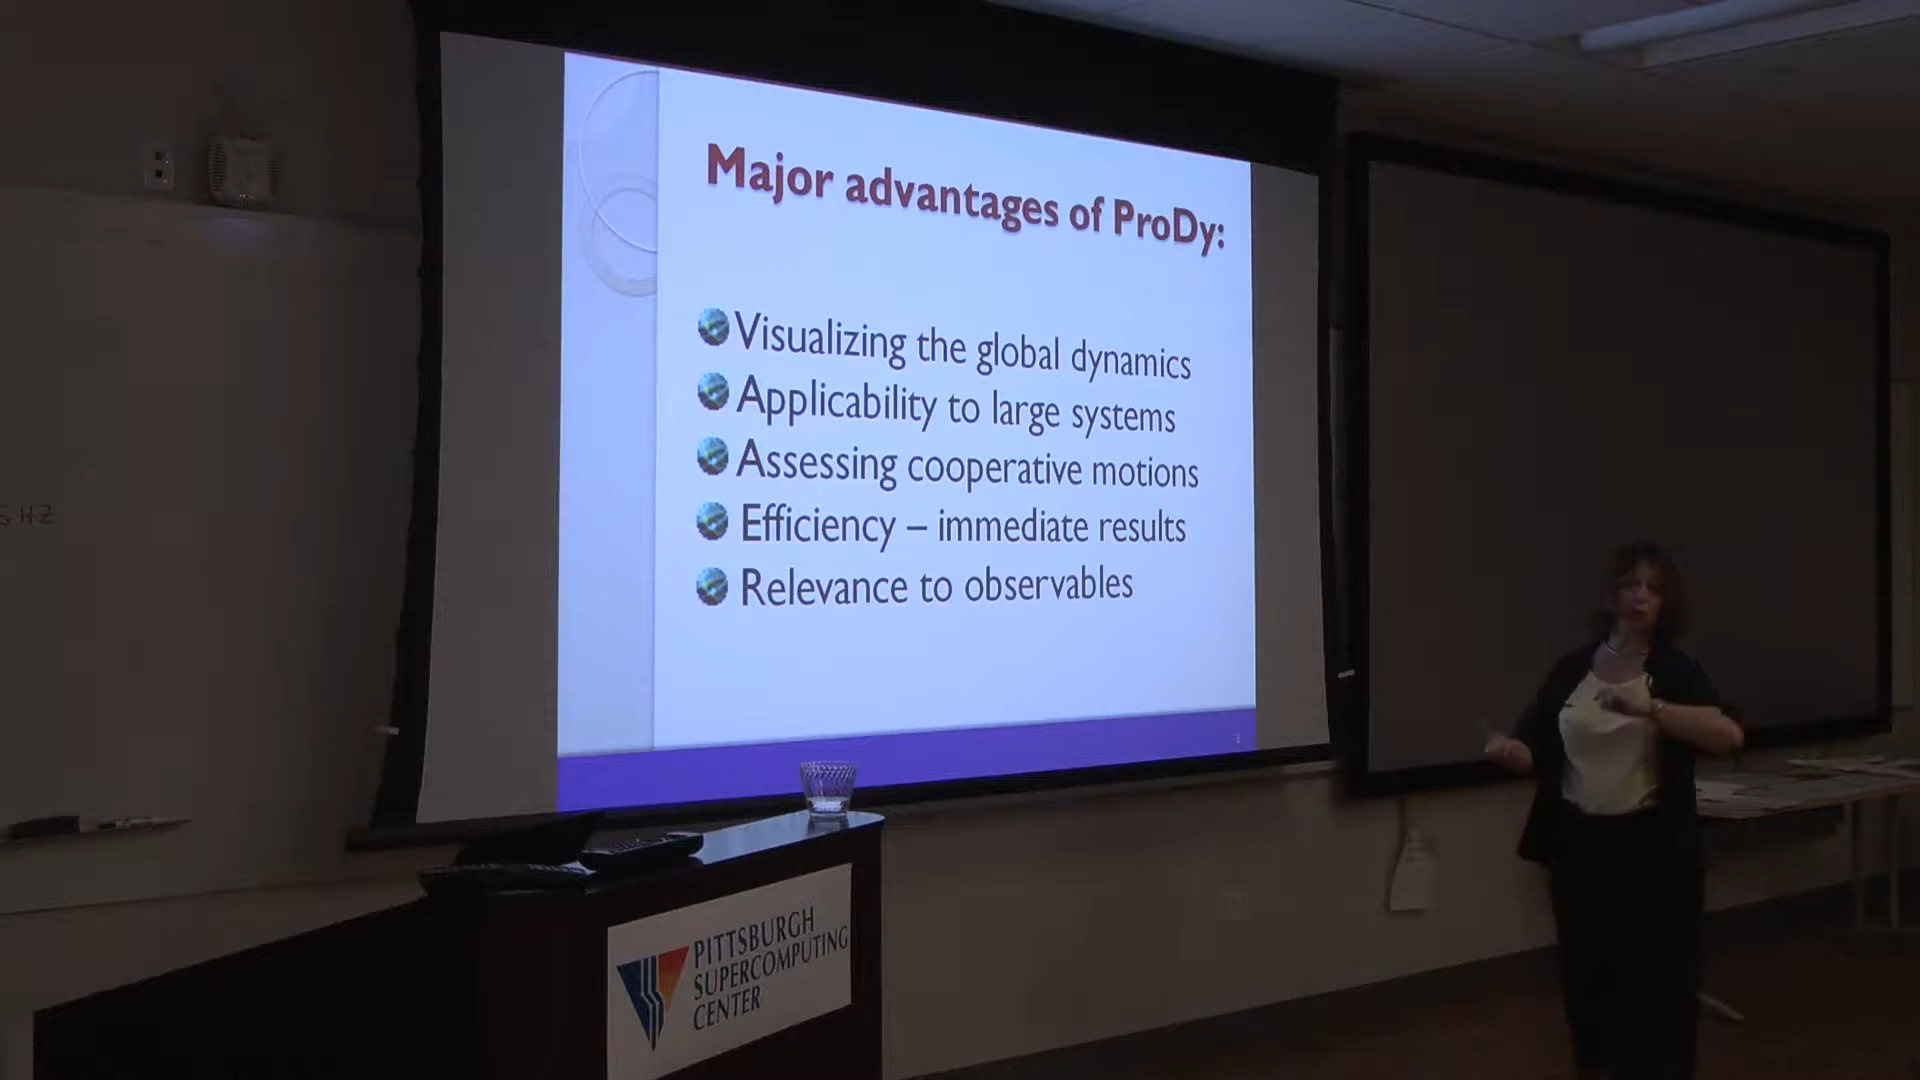 Major advantages of ProDy:
Visualizing the global dynamics
Applicability to large systems
Assessing cooperative motions
Efficiency – immediate results
Relevance to observables
SHZ
PITTSBURGH
SUPERCOMPUTING
CENTER